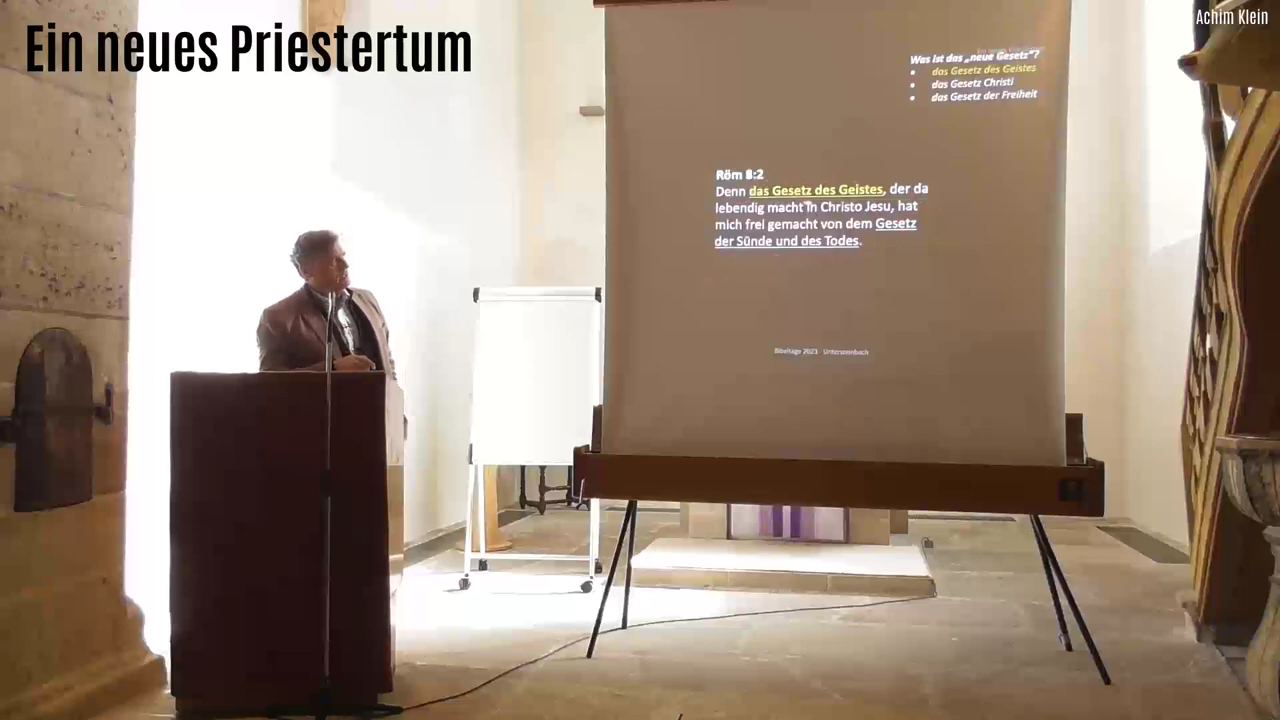 Ein neues Priestertum
Achim Klein
Was ist das „neue Gesetz"?
• das Gesetz des Geistes
• das Gesetz Christi
• das Gesetz der Freiheit
Röm 8:2
Denn das Gesetz des Geistes, der da
lebendig macht in Christo Jesu, hat
mich frei gemacht von dem Gesetz
der Sünde und des Todes.
Bibeltage 2023